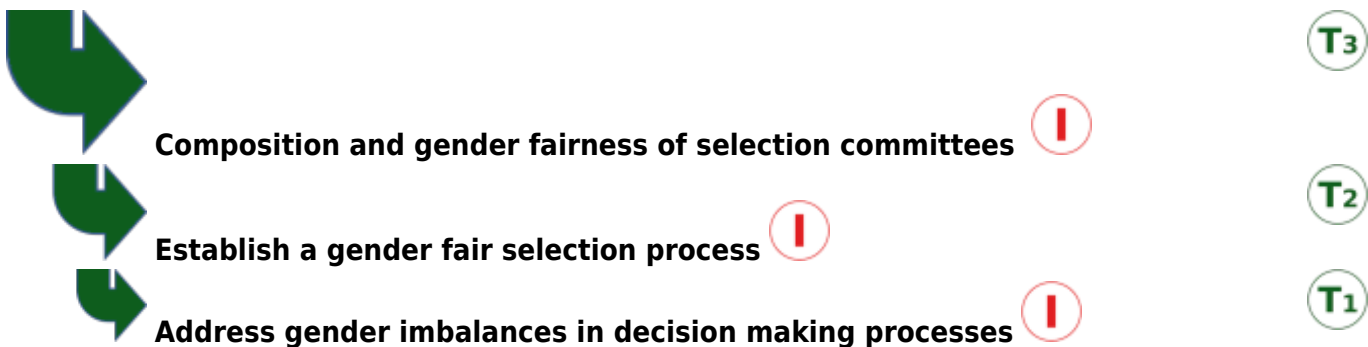 T3
Composition and gender fairness of selection committees I
T2
Establish a gender fair selection process I
T1
Address gender imbalances in decision making processes I